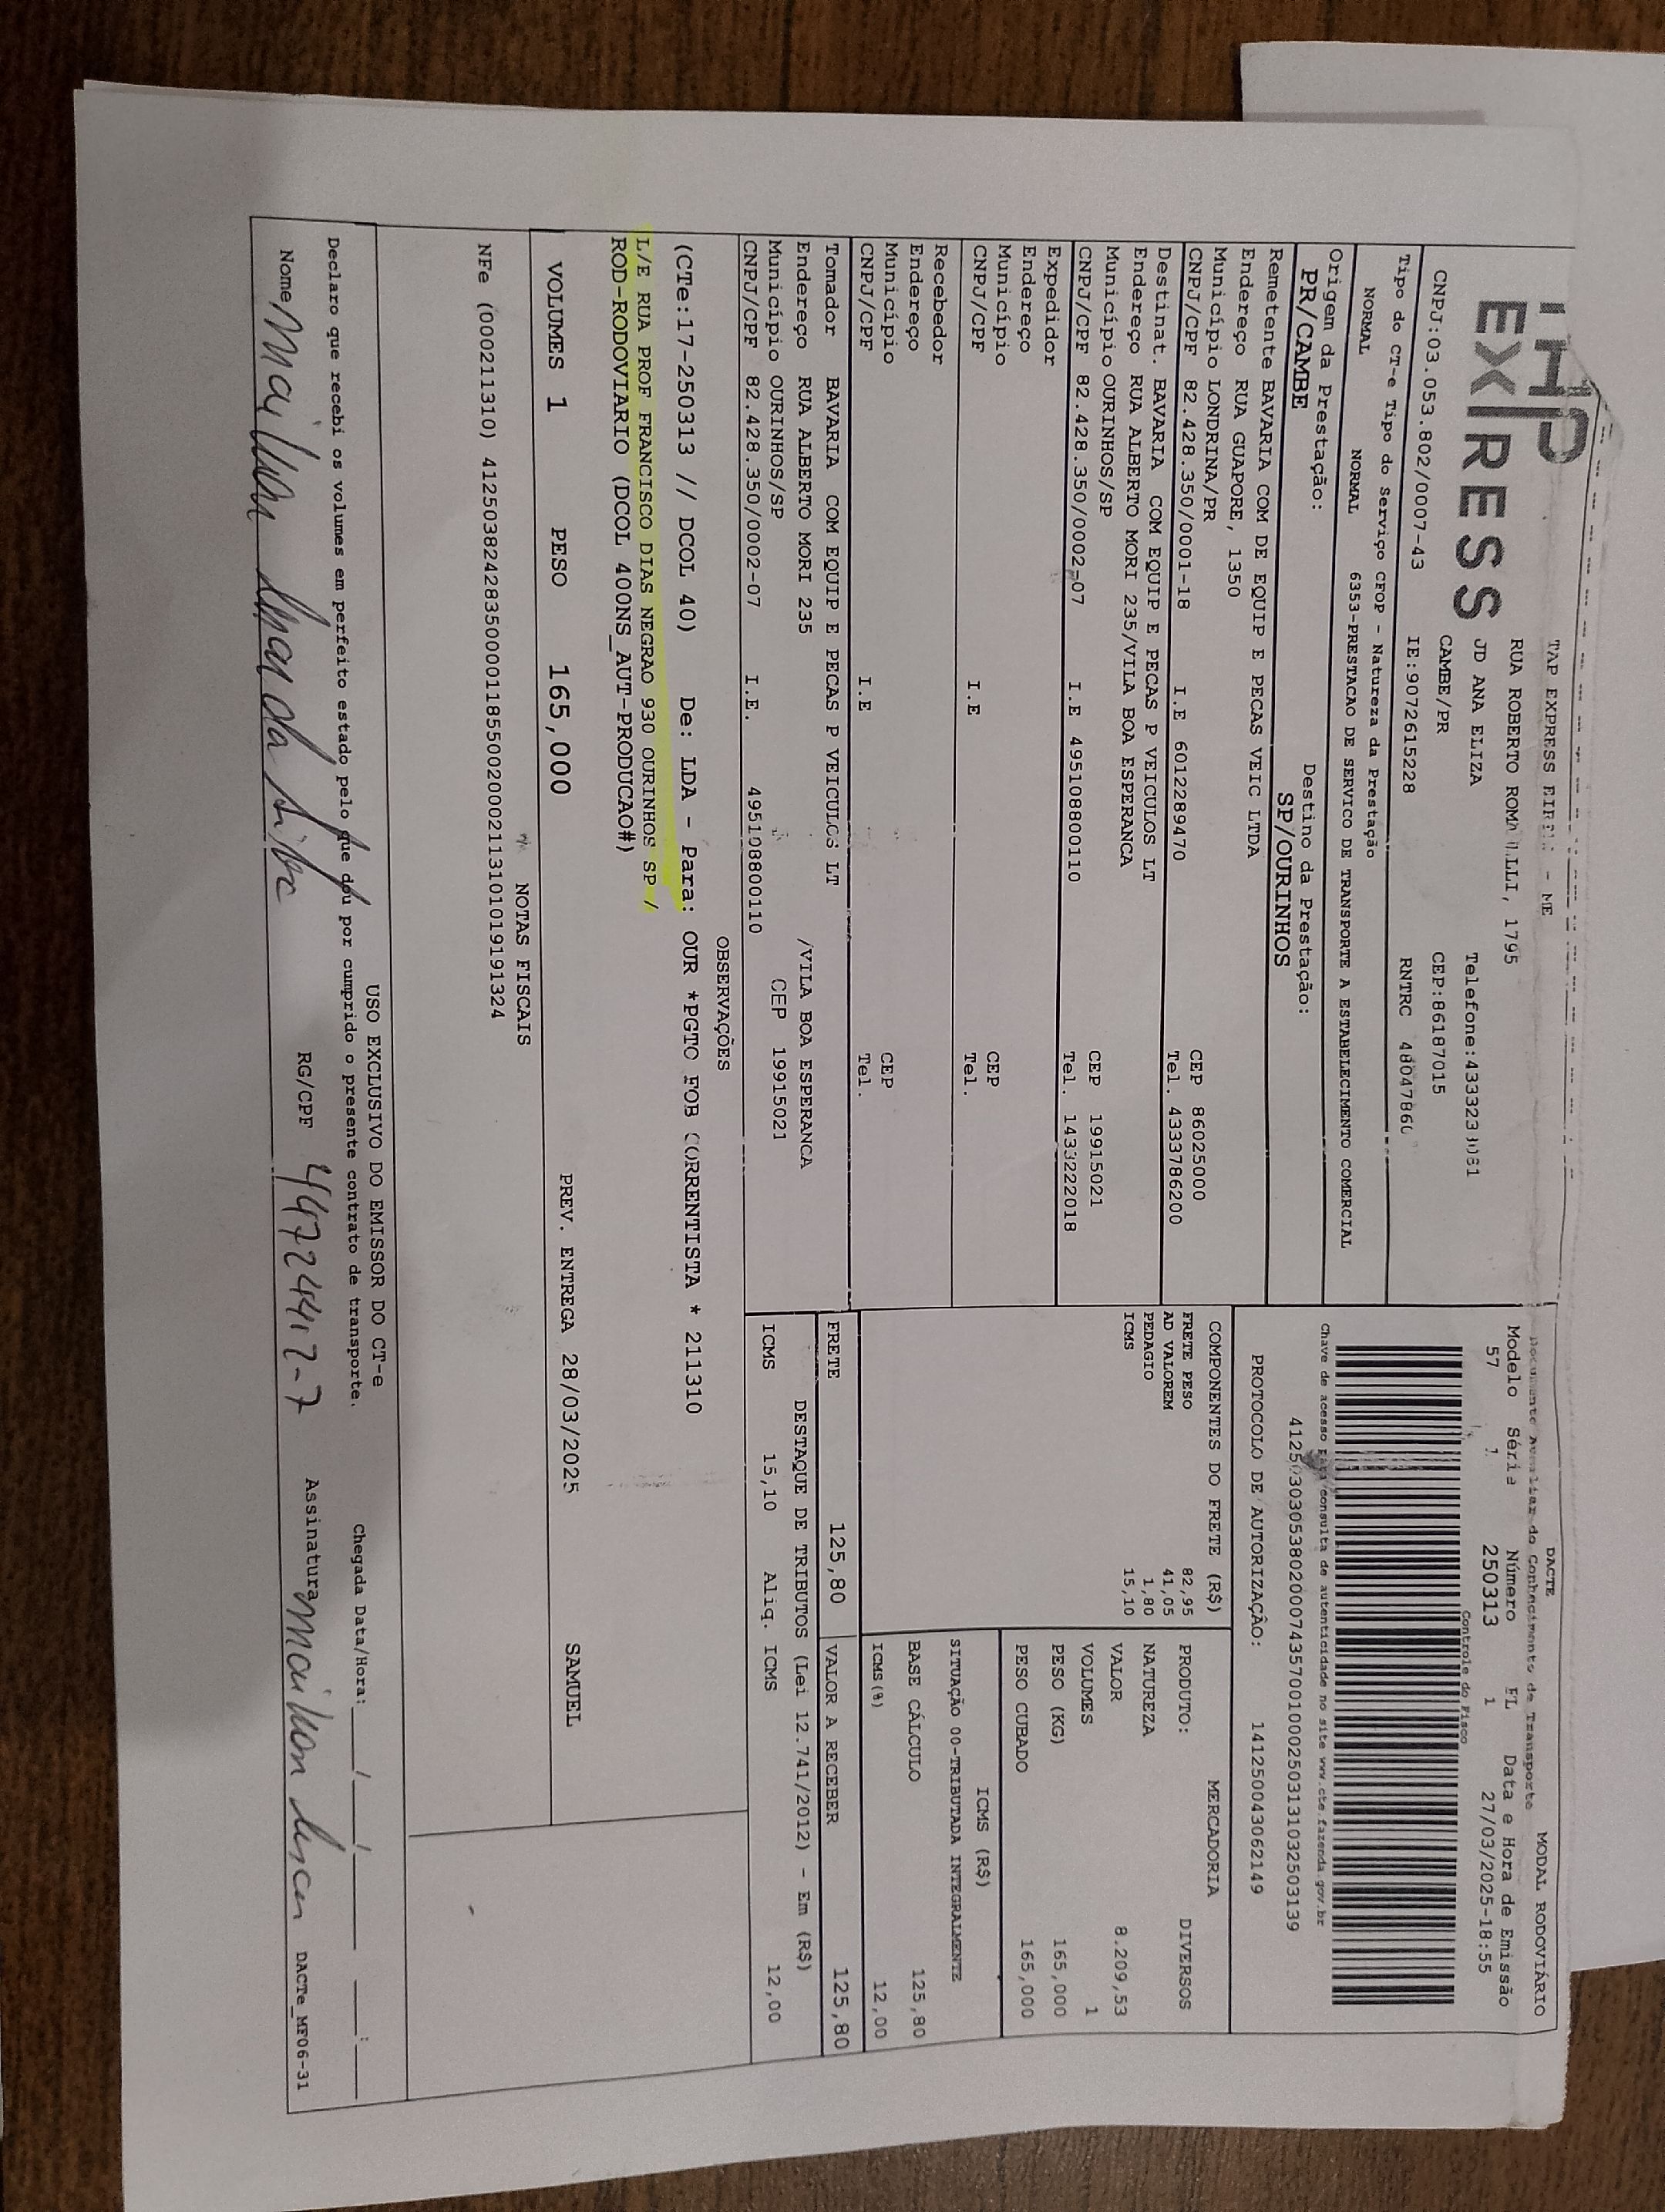 TAP EXPRESS
EXPRESS
RUA ROBERTO
1795
JD ANA ELIZA
CEP:86187015
CAMBE/PR
CNPJ:03.053.802/0007-43
IE:9072615228
RNTRC
Tipo do CT-e Tipo do Serviço CFOP - Natureza da Prestação
NORMAL NORMAL 6353-PRESTACAO DE SERVICO DE TRANSPORTE A ESTABELECIMENTO COMERCIAL
Origem da Prestação: Destino da Prestação:
PR/CAMBE SP/OURINHOS
Remetente BAVARIA COM DE EQUIP E PECAS VEIC LTDA
Endereço RUA GUAPORE, 1350
Município LONDRINA/PR CEP 86025000
CNPJ/CPF 82.428.350/0001-18 I.E 6012289470 Tel. 4333786200
Destinat. BAVARIA COM EQUIP E PECAS P VEICULOS LT
Endereço RUA ALBERTO MORI 235/VILA BOA ESPERANCA
Município OURINHOS/SP CEP 19915021
CNPJ/CPF 82.428.350/0002-07 I.E 495108800110 Tel. 1433222018
Expedidor
Endereço
Município CEP
CNPJ/CPF I.E Tel.
Recebedor
Endereço
Município CEP
CNPJ/CPF I.E Tel.
Tomador BAVARIA COM EQUIP E PECAS P VEICULOS LT
Endereço RUA ALBERTO MORI 235 /VILA BOA ESPERANCA
Município OURINHOS/SP CEP 19915021
CNPJ/CPF 82.428.350/0002-07 I.E. 495108800110
DACTE MODAL RODOVIÁRIO
Documento Auxiliar do Conhecimento de Transporte
Modelo Série Número FL Data e Hora de Emissão
57 1 250313 1 27/03/2025-18:55
Controle do Fisco
Chave de acesso para consulta de autenticidade no site www.cte.fazenda.gov.br
41250303053802000743570010002503131032503139
PROTOCOLO DE AUTORIZAÇÃO: 141250043062149
COMPONENTES DO FRETE (R$)
FRETE PESO 82,95
AD VALOREM 41,05
PEDAGIO 1,80
ICMS 15,10
MERCADORIA
PRODUTO: DIVERSOS
NATUREZA
VALOR 8.209,53
VOLUMES 1
PESO (KG) 165,000
PESO CUBADO 165,000
ICMS (R$)
SITUAÇÃO 00-TRIBUTADA INTEGRALMENTE
BASE CÁLCULO 125,80
ICMS(%) 12,00
FRETE 125,80 VALOR A RECEBER 125,80
DESTAQUE DE TRIBUTOS (Lei 12.741/2012) - Em (R$)
ICMS 15,10 Aliq. ICMS 12,00
OBSERVAÇÕES
(CTe:17-250313 // DCOL 40) De: LDA - Para: OUR *PGTO FOB CORRENTISTA * 211310
L/E RUA PROF FRANCISCO DIAS NEGRAO 930 OURINHOS SP /
ROD-RODOVIARIO (DCOL 400NS_AUT-PRODUCAO#)
VOLUMES 1 PESO 165,000 PREV. ENTREGA 28/03/2025 SAMUEL
NOTAS FISCAIS
NFe (000211310) 41250382428350000118550020002113101019191324
USO EXCLUSIVO DO EMISSOR DO CT-e
Declaro que recebi os volumes em perfeito estado pelo que dou por cumprido o presente contrato de transporte. Chegada Data/Hora: ___/___/___ ___:___
Nome da Silva RG/CPF Assinatura DACTe_MF06-31